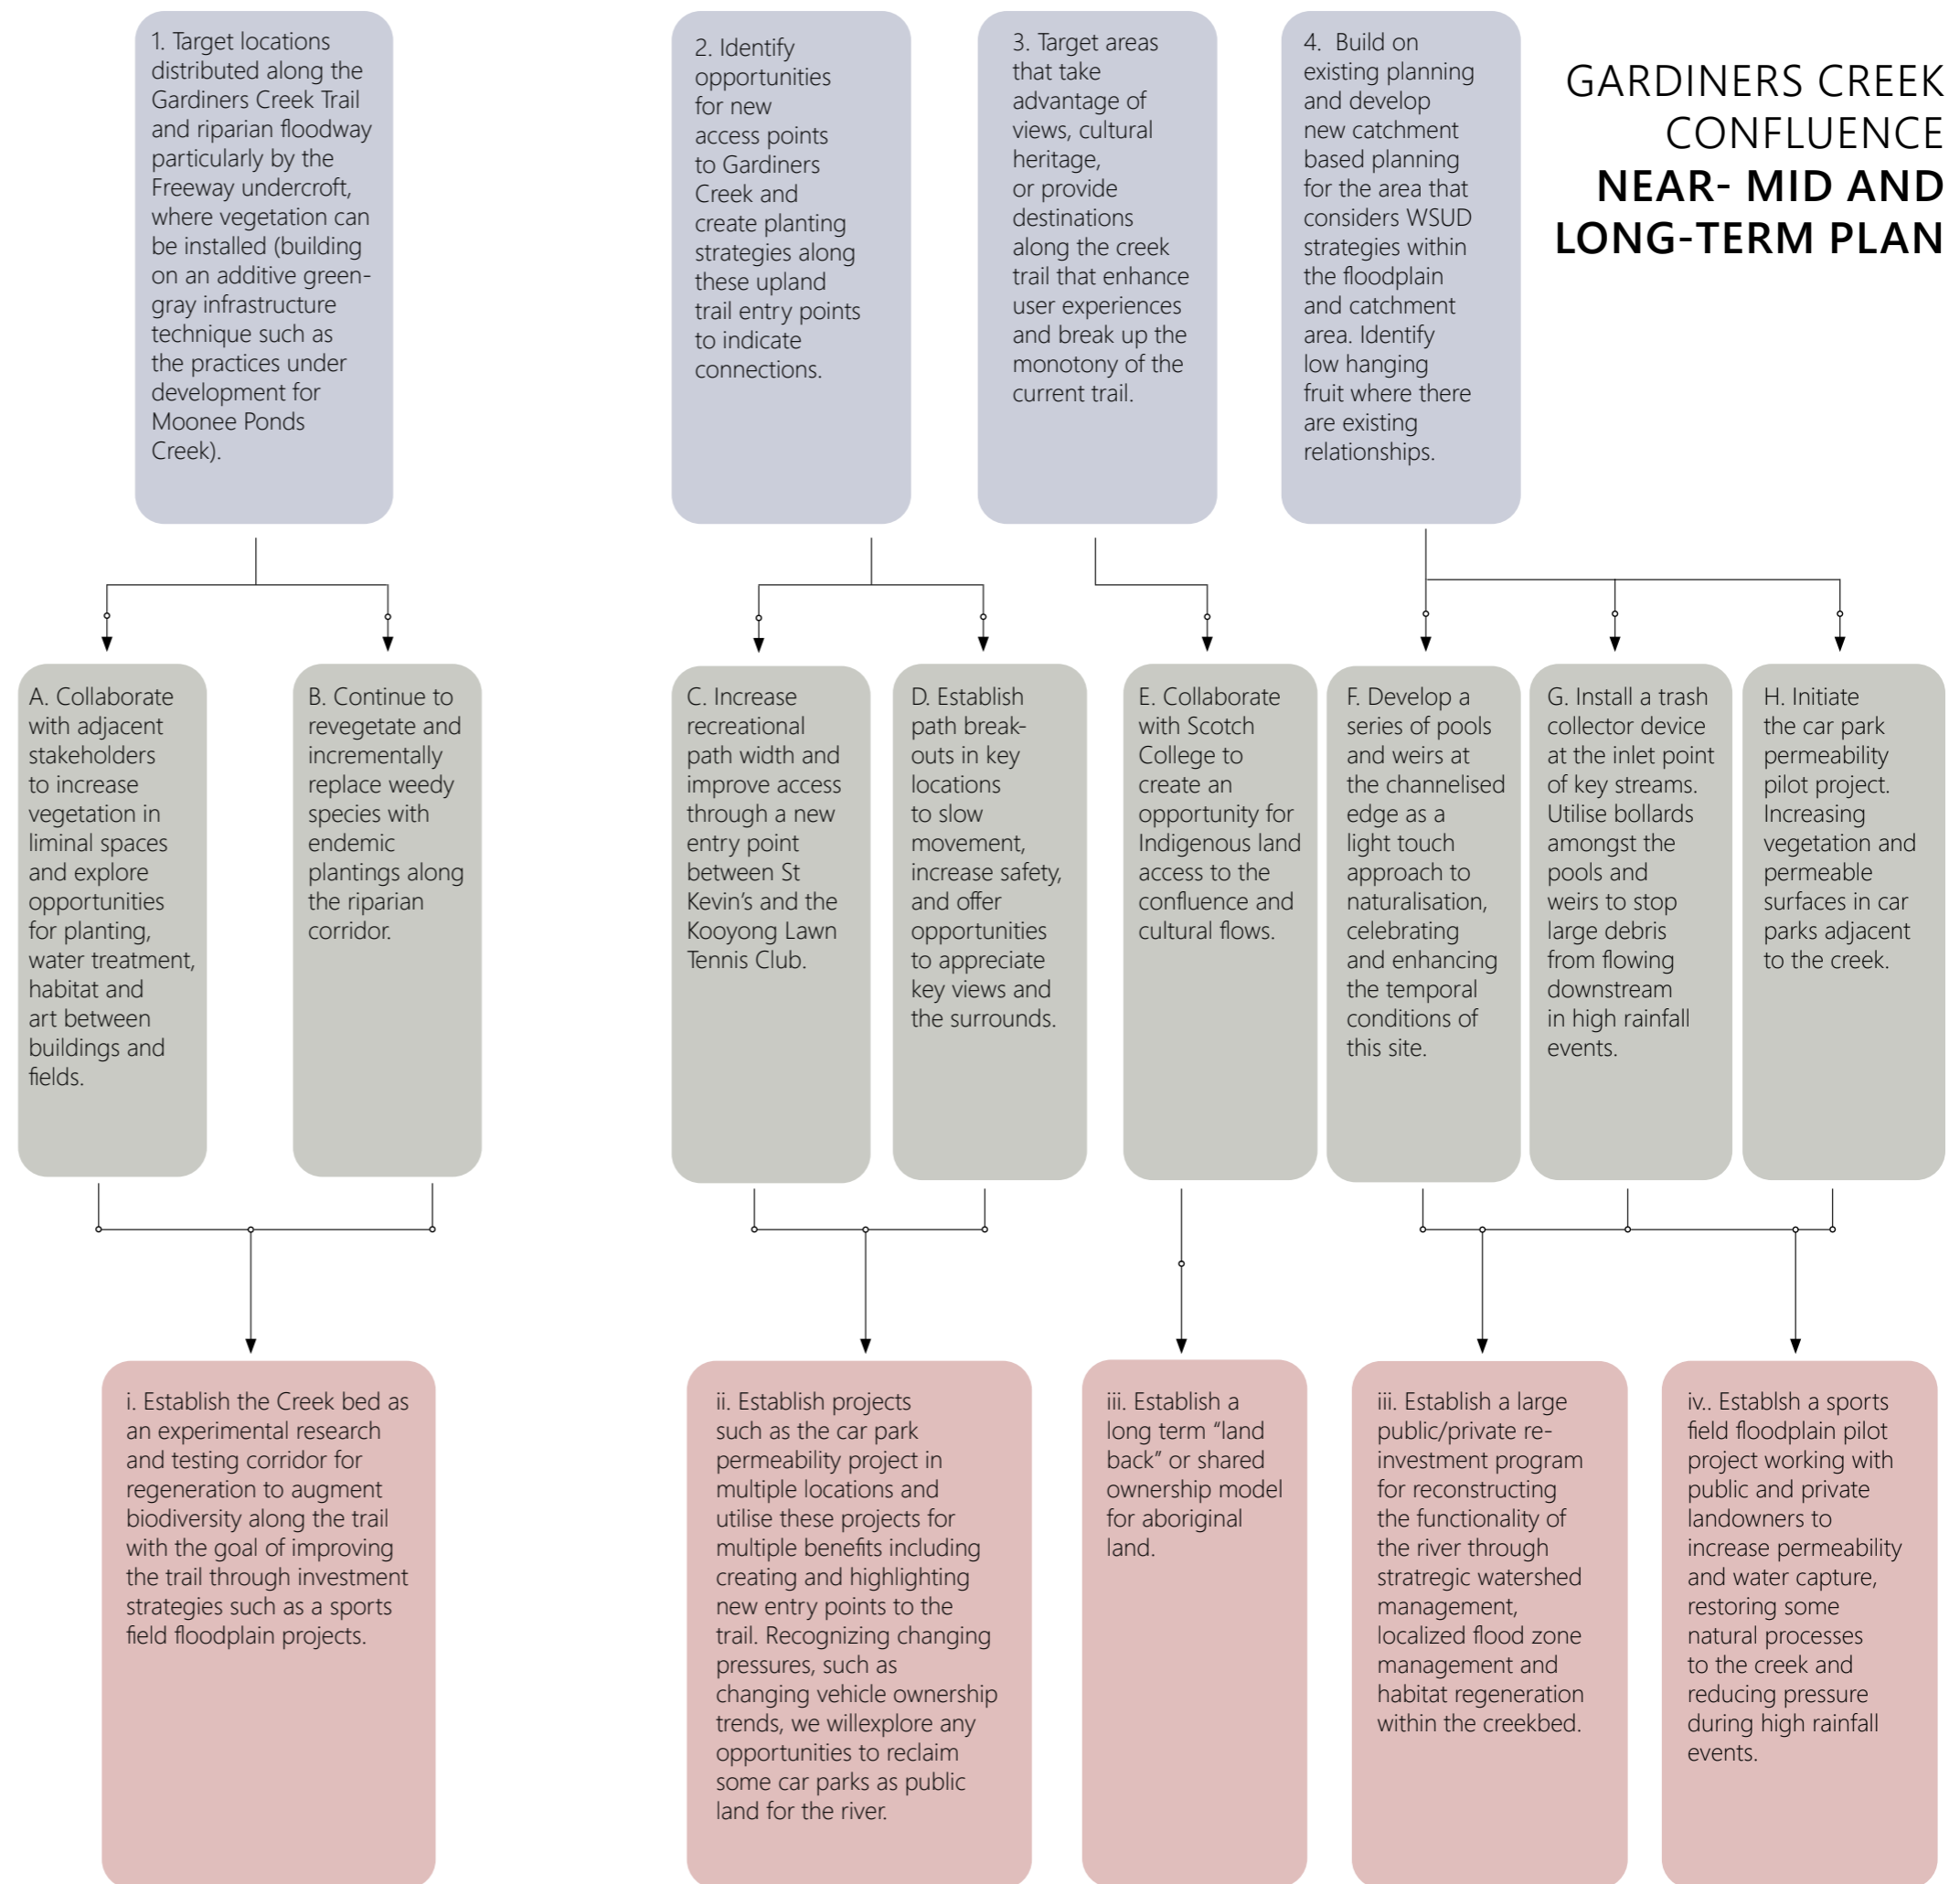 GARDINERS CREEK
CONFLUENCE
NEAR- MID AND
LONG-TERM PLAN
1. Target locations
distributed along the
Gardiners Creek Trail
and riparian floodway
particularly by the
Freeway undercroft,
where vegetation can
be installed (building
on an additive green-
gray infrastructure
technique such as
the practices under
development for
Moonee Ponds
Creek).
2. Identify
opportunities
for new
access points
to Gardiners
Creek and
create planting
strategies along
these upland
trail entry points
to indicate
connections.
3. Target areas
that take
advantage of
views, cultural
heritage,
or provide
destinations
along the creek
trail that enhance
user experiences
and break up the
monotony of the
current trail.
4. Build on
existing planning
and develop
new catchment
based planning
for the area that
considers WSUD
strategies within
the floodplain
and catchment
area. Identify
low hanging
fruit where there
are existing
relationships.
A. Collaborate
with adjacent
stakeholders
to increase
vegetation in
liminal spaces
and explore
opportunities
for planting,
water treatment,
habitat and
art between
buildings and
fields.
B. Continue to
revegetate and
incrementally
replace weedy
species with
endemic
plantings along
the riparian
corridor.
C. Increase
recreational
path width and
improve access
through a new
entry point
between St
Kevin's and the
Kooyong Lawn
Tennis Club.
D. Establish
path break-
outs in key
locations
to slow
movement,
increase safety,
and offer
opportunities
to appreciate
key views and
the surrounds.
E. Collaborate
with Scotch
College to
create an
opportunity for
Indigenous land
access to the
confluence and
cultural flows.
F. Develop a
series of pools
and weirs at
the channelised
edge as a
light touch
approach to
naturalisation,
celebrating
and enhancing
the temporal
conditions of
this site.
G. Install a trash
collector device
at the inlet point
of key streams.
Utilise bollards
amongst the
pools and
weirs to stop
large debris
from flowing
downstream
in high rainfall
events.
H. Initiate
the car park
permeability
pilot project.
Increasing
vegetation and
permeable
surfaces in car
parks adjacent
to the creek.
i. Establish the Creek bed as
an experimental research
and testing corridor for
regeneration to augment
biodiversity along the trail
with the goal of improving
the trail through investment
strategies such as a sports
field floodplain projects.
ii. Establish projects
such as the car park
permeability project in
multiple locations and
utilise these projects for
multiple benefits including
creating and highlighting
new entry points to the
trail. Recognizing changing
pressures, such as
changing vehicle ownership
trends, we willexplore any
opportunities to reclaim
some car parks as public
land for the river.
iii. Establish a
long term "land
back" or shared
ownership model
for aboriginal
land.
iii. Establish a large
public/private re-
investment program
for reconstructing
the functionality of
the river through
stratregic watershed
management,
localized flood zone
management and
habitat regeneration
within the creekbed.
iv.. Establsh a sports
field floodplain pilot
project working with
public and private
landowners to
increase permeability
and water capture,
restoring some
natural processes
to the creek and
reducing pressure
during high rainfall
events.